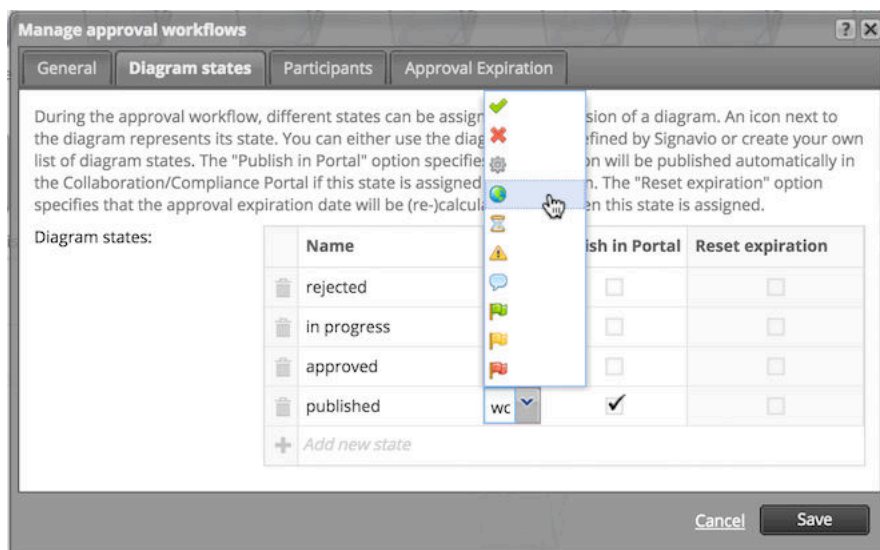 Manage approval workflows
General Diagram states Participants Approval Expiration
During the approval workflow, different states can be assig sion of a diagram. An icon next to
the diagram represents its state. You can either use the diag efined by Signavio or create your own
list of diagram states. The "Publish in Portal" option specifie on will be published automatically in
the Collaboration/Compliance Portal if this state is assigned n. The "Reset expiration" option
specifies that the approval expiration date will be (re-)calcula en this state is assigned.
Diagram states:
Name ish in Portal Reset expiration
rejected
in progress
approved
published wc
Add new state
Cancel Save